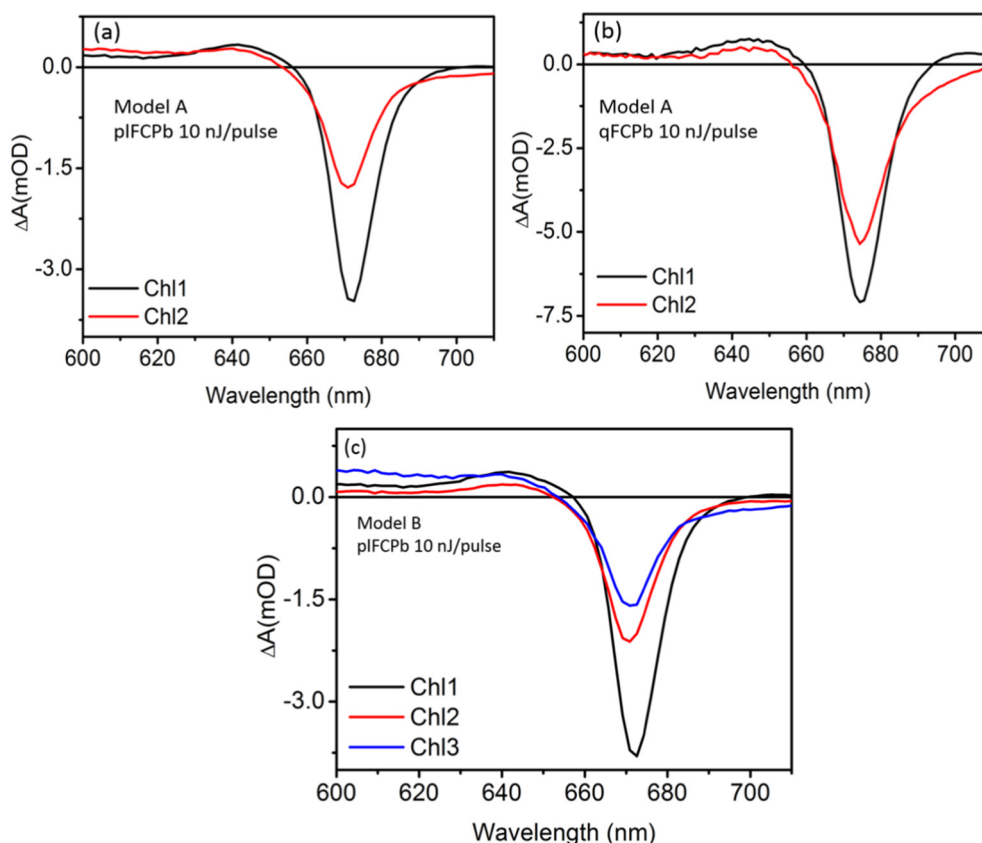 (a)
0.0
-1.5
-3.0
ΔA(mOD)
Model A
plFCPb 10 nJ/pulse
Chl1
Chl2
600 620 640 660 680 700
Wavelength (nm)
(b)
0.0
-2.5
-5.0
-7.5
ΔA(mOD)
Model A
qFCPb 10 nJ/pulse
Chl1
Chl2
600 620 640 660 680 700
Wavelength (nm)
(c)
0.0
-1.5
-3.0
ΔA(mOD)
Model B
plFCPb 10 nJ/pulse
Chl1
Chl2
Chl3
600 620 640 660 680 700
Wavelength (nm)